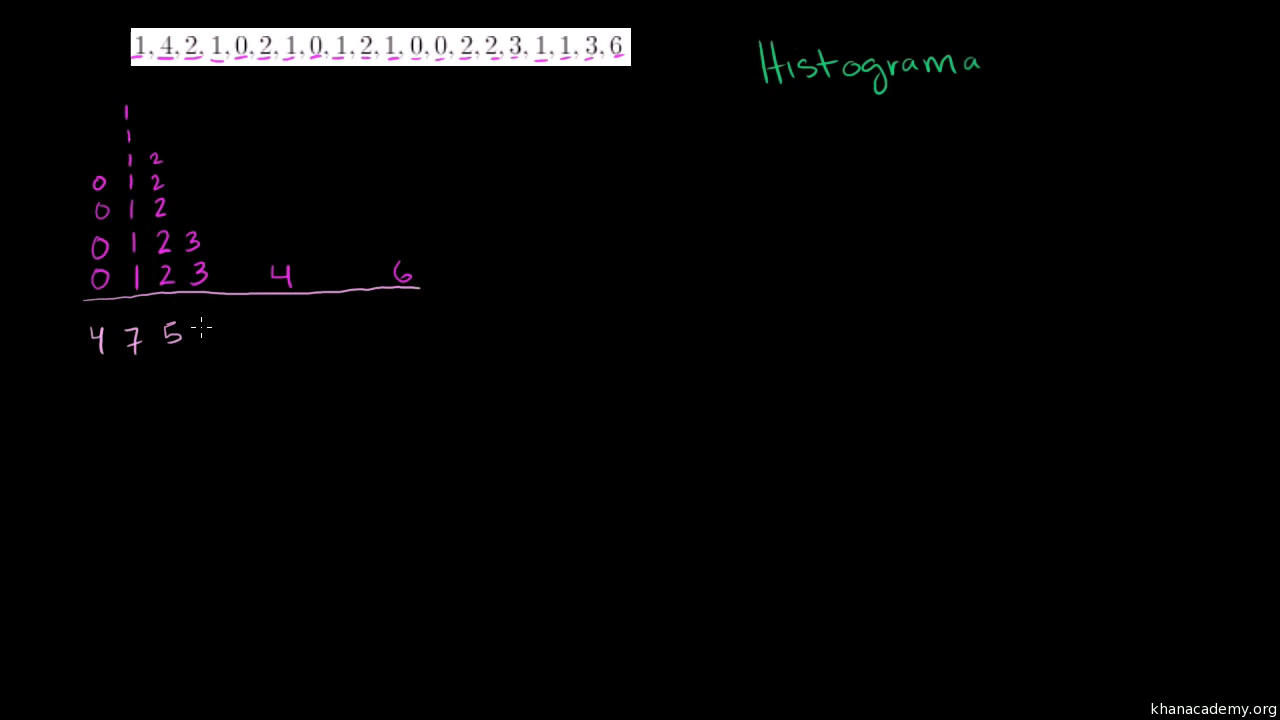 1, 4, 2, 1, 0, 2, 1, 0, 1, 2, 1, 0, 0, 2, 2, 3, 1, 1, 3, 6
Histograma
1
1
1 2
0 1 2
0 1 2
0 1 2 3
0 1 2 3 4 6
4 7 5
khanacademy.org